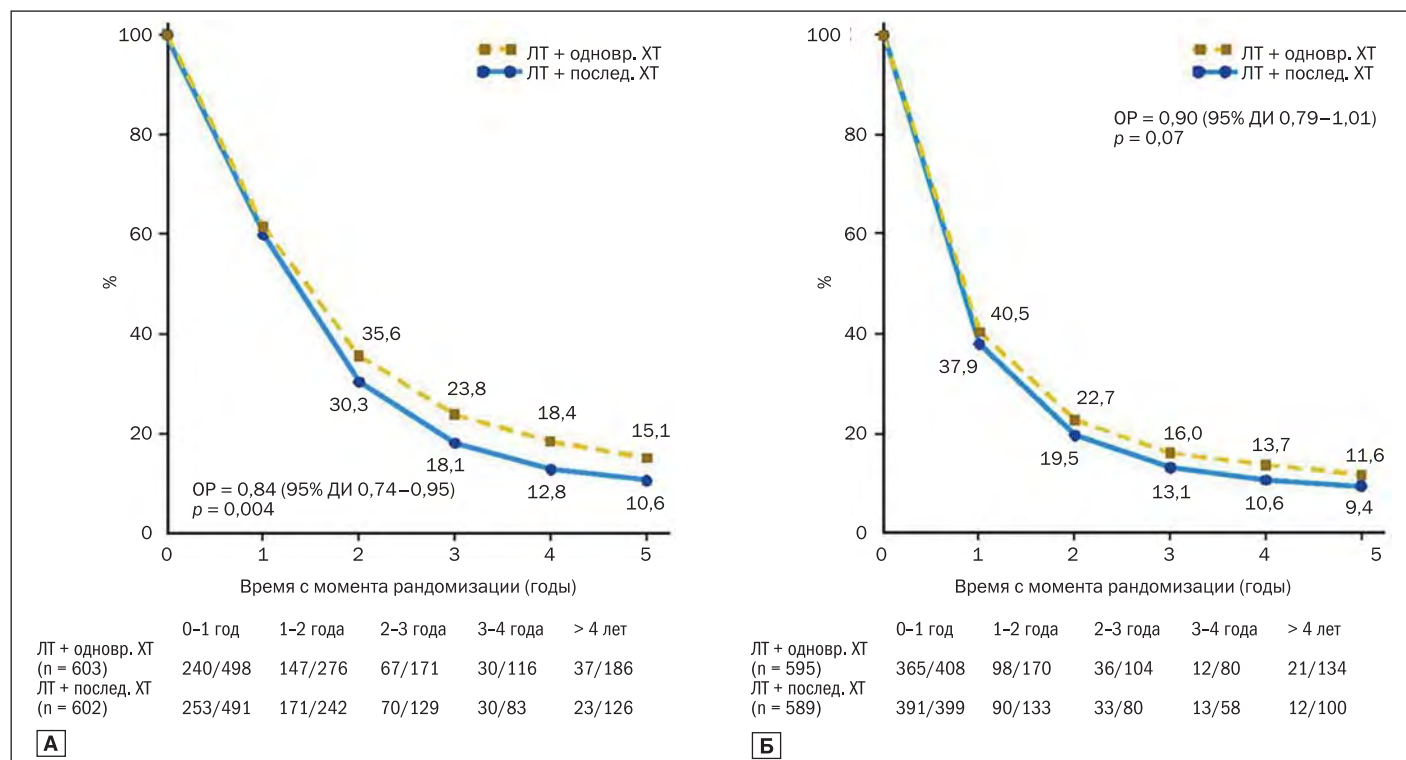 100
80
60
40
20
0
%
ЛТ + одновр. ХТ
ЛТ + послед. ХТ
35,6
30,3
23,8
18,1
18,4
12,8
15,1
10,6
ОР = 0,84 (95% ДИ 0,74–0,95)
p = 0,004
0 1 2 3 4 5
Время с момента рандомизации (годы)
0–1 год 1–2 года 2–3 года 3–4 года > 4 лет
ЛТ + одновр. ХТ
(n = 603) 240/498 147/276 67/171 30/116 37/186
ЛТ + послед. ХТ
(n = 602) 253/491 171/242 70/129 30/83 23/126
А
100
80
60
40
20
0
%
ЛТ + одновр. ХТ
ЛТ + послед. ХТ
ОР = 0,90 (95% ДИ 0,79–1,01)
p = 0,07
40,5
37,9
22,7
19,5
16,0
13,1
13,7
10,6
11,6
9,4
0 1 2 3 4 5
Время с момента рандомизации (годы)
0–1 год 1–2 года 2–3 года 3–4 года > 4 лет
ЛТ + одновр. ХТ
(n = 595) 365/408 98/170 36/104 12/80 21/134
ЛТ + послед. ХТ
(n = 589) 391/399 90/133 33/80 13/58 12/100
Б